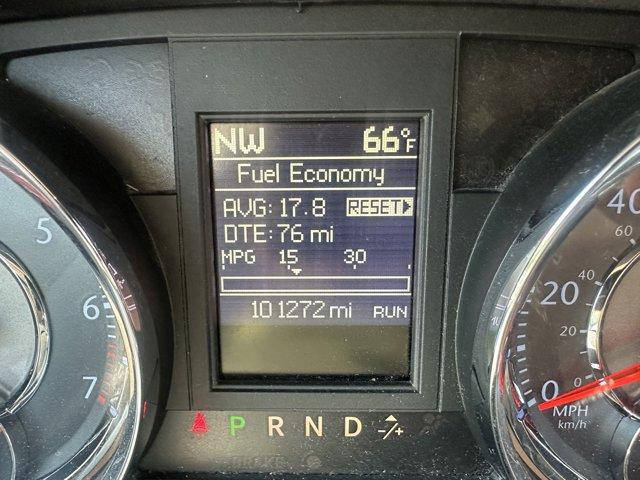 NW 66°F
Fuel Economy
AVG: 17.8 RESET
DTE: 76 mi
MPG 15 30
101272 mi RUN
P R N D -/+
5
6
7
40
60
40
20
20
0
0
MPH
km/h